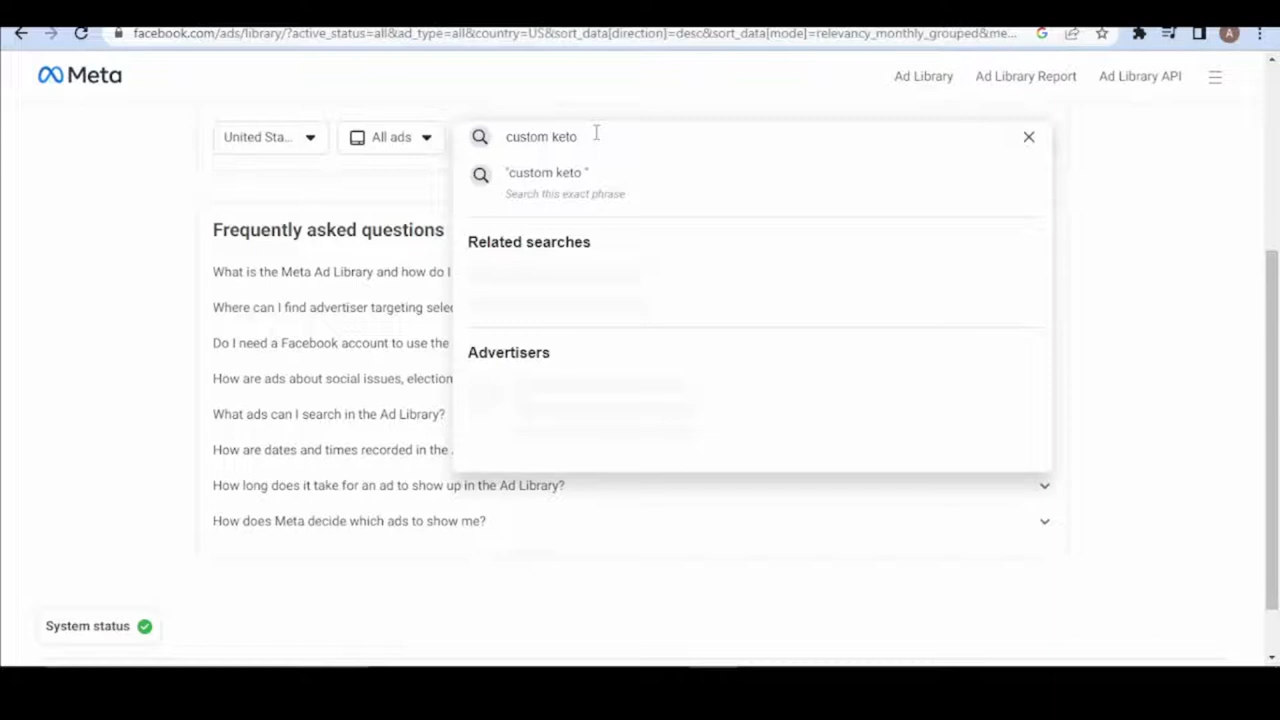 facebook.com/ads/library/?active_status=all&ad_type=all&country=US&sort_data[direction]=desc&sort_data[mode]=relevancy_monthly_grouped&me...
A
Meta
Ad Library Ad Library Report Ad Library API
United Sta... All ads custom keto
"custom keto "
Search this exact phrase
Frequently asked questions
Related searches
What is the Meta Ad Library and how do I
Where can I find advertiser targeting selec
Do I need a Facebook account to use the
Advertisers
How are ads about social issues, election
What ads can I search in the Ad Library?
How are dates and times recorded in the
How long does it take for an ad to show up in the Ad Library?
How does Meta decide which ads to show me?
System status